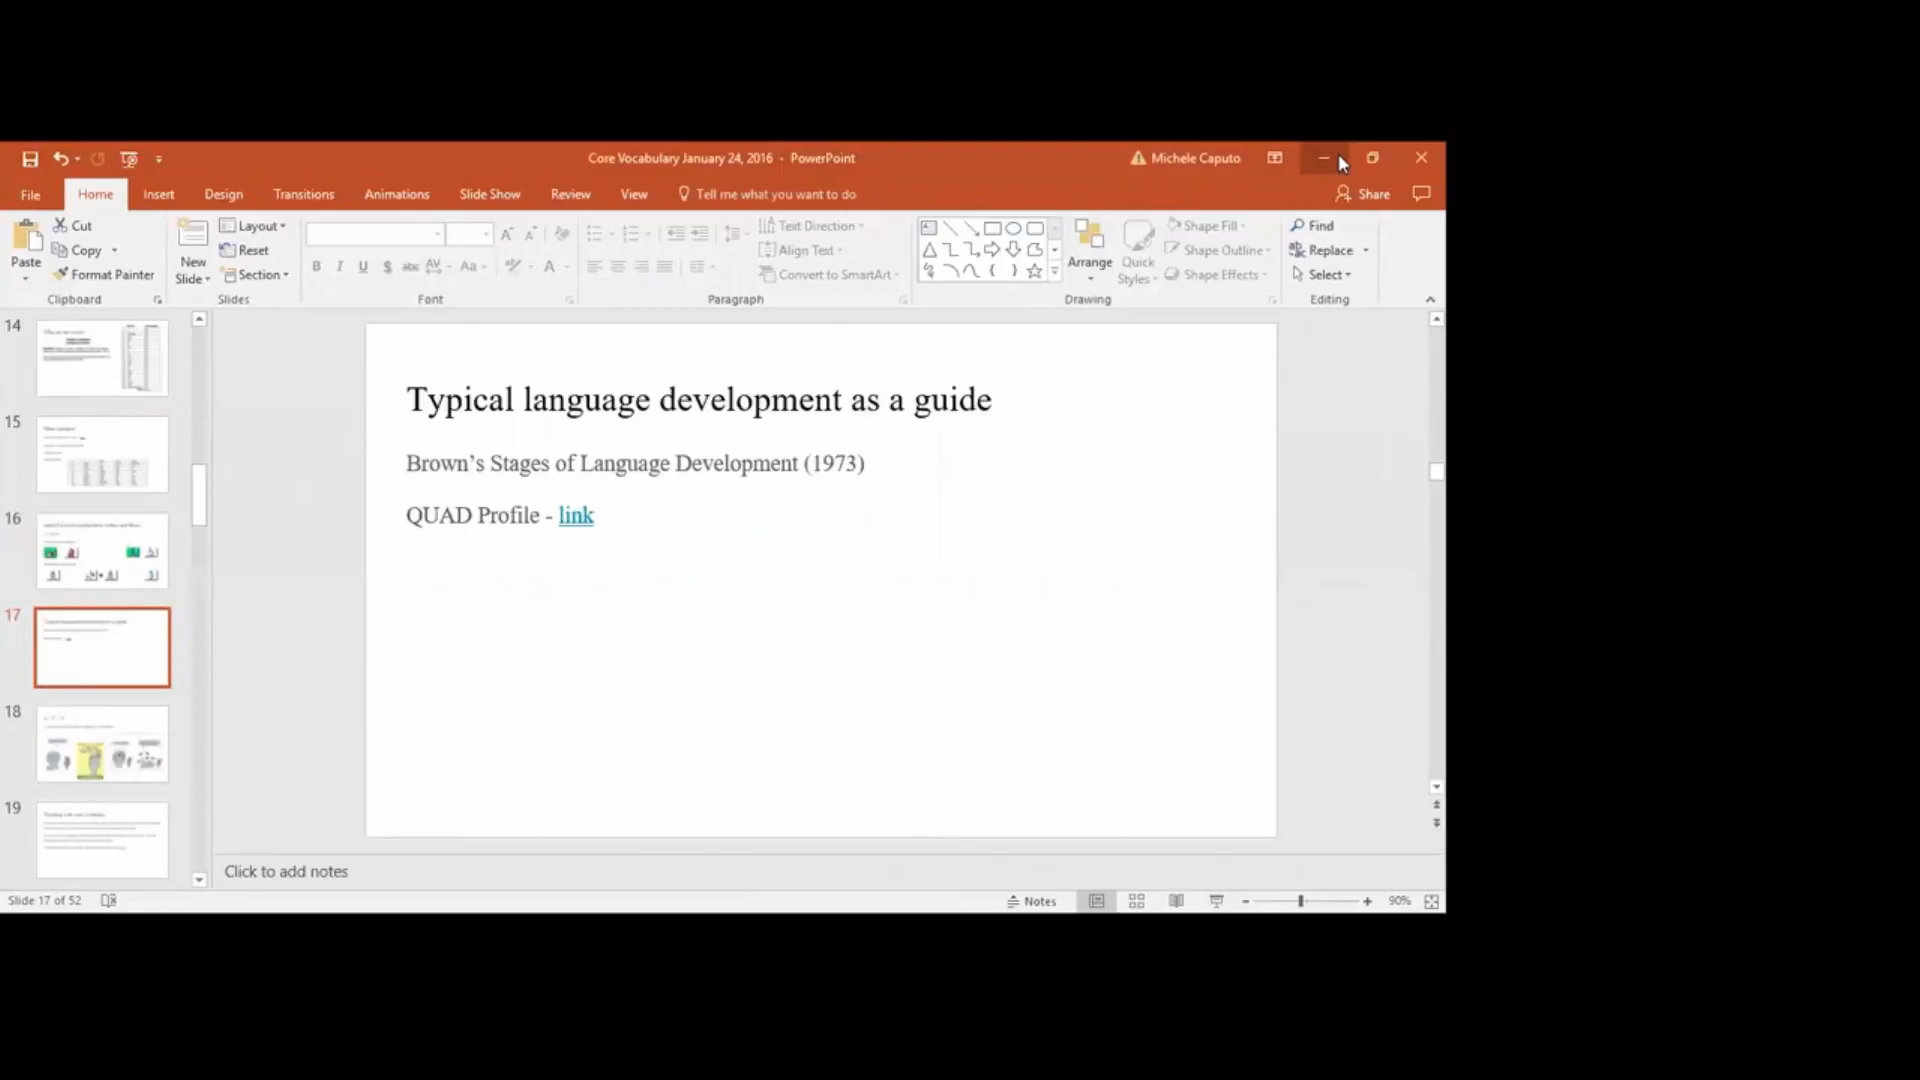 Core Vocabulary January 24, 2016 - PowerPoint
Michele Caputo
File Home Insert Design Transitions Animations Slide Show Review View Tell me what you want to do Share
Paste
Cut
Copy
Format Painter
Clipboard
New Slide
Layout
Reset
Section
Slides
B I U S abc AV Aa A
Font
Text Direction
Align Text
Convert to SmartArt
Paragraph
Arrange
Quick Styles
Shape Fill
Shape Outline
Shape Effects
Drawing
Find
Replace
Select
Editing
14
15
16
17
18
19
Typical language development as a guide
Brown's Stages of Language Development (1973)
QUAD Profile - link
Click to add notes
Slide 17 of 52
Notes
90%